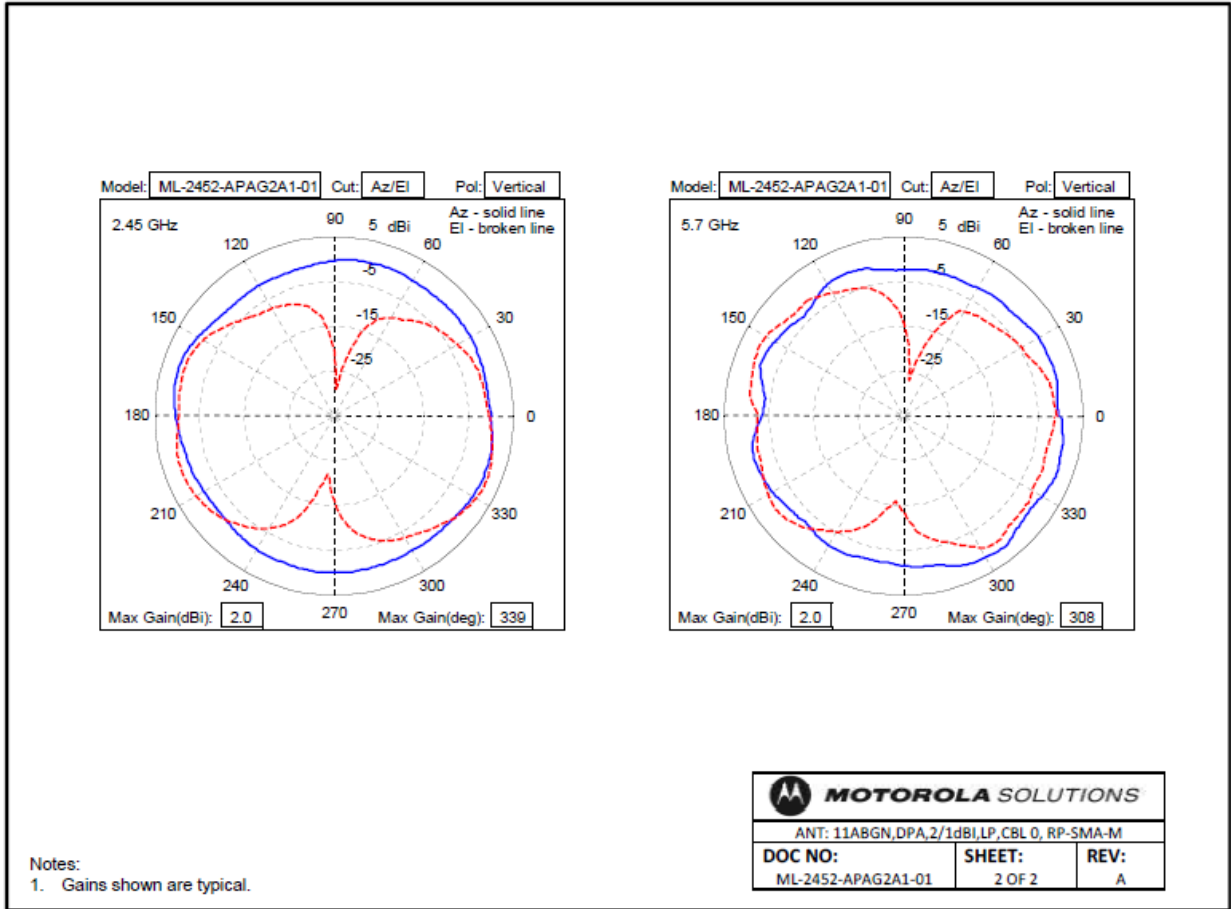 Model: ML-2452-APAG2A1-01 Cut: Az/El Pol: Vertical
2.45 GHz
90
5 dBi
Az - solid line
El - broken line
120
60
-5
150
-15
30
-25
180
0
210
330
240
300
270
Max Gain(dBi): 2.0 Max Gain(deg): 339
Model: ML-2452-APAG2A1-01 Cut: Az/El Pol: Vertical
5.7 GHz
90
5 dBi
Az - solid line
El - broken line
120
60
-5
150
-15
30
-25
180
0
210
330
240
300
270
Max Gain(dBi): 2.0 Max Gain(deg): 308
MOTOROLA SOLUTIONS
ANT: 11ABGN,DPA,2/1dBI,LP,CBL 0, RP-SMA-M
DOC NO: SHEET: REV:
ML-2452-APAG2A1-01 2 OF 2 A
Notes:
1. Gains shown are typical.